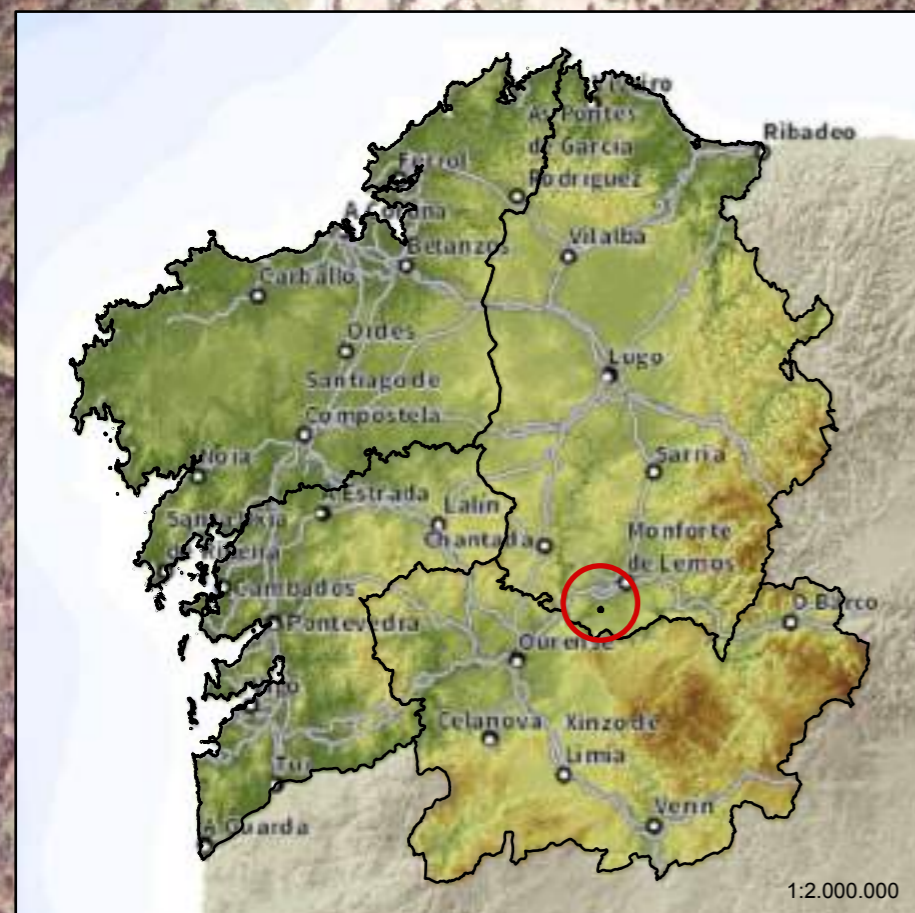 As Pontes
de García
Rodríguez
Ribadeo
Ferrol
A Coruña
Betanzos
Vilalba
Carballo
Ordes
Lugo
Santiago de
Compostela
Noia
Sarria
A Estrada
Lalín
Chantada
Monforte
de Lemos
Cambados
O Barco
Pontevedra
Ourense
Celanova
Xinzo de
Limia
Tui
Verín
A Guarda
1:2.000.000